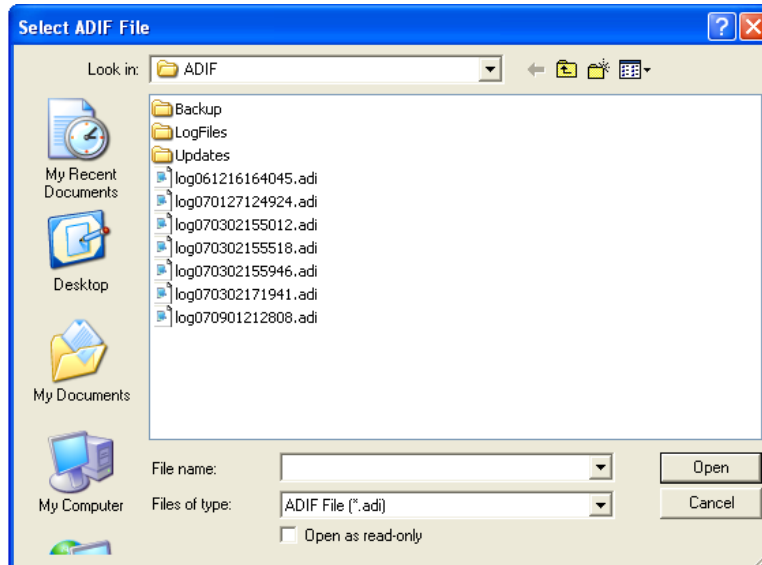 Select ADIF File
Look in:
ADIF
My Recent
Documents
Desktop
My Documents
My Computer
Backup
LogFiles
Updates
log061216164045.adi
log070127124924.adi
log070302155012.adi
log070302155518.adi
log070302155946.adi
log070302171941.adi
log070901212808.adi
File name:
Open
Files of type:
ADIF File (*.adi)
Cancel
Open as read-only